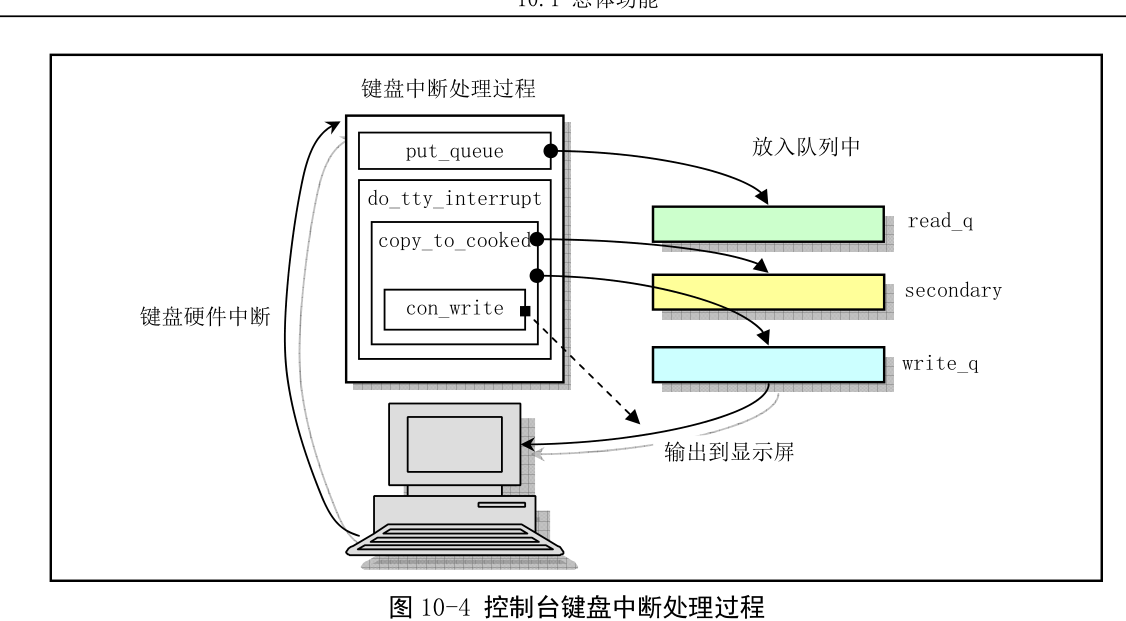 10.1 总体功能
键盘中断处理过程
put_queue
放入队列中
do_tty_interrupt
read_q
copy_to_cooked
secondary
con_write
键盘硬件中断
write_q
输出到显示屏
图 10-4 控制台键盘中断处理过程